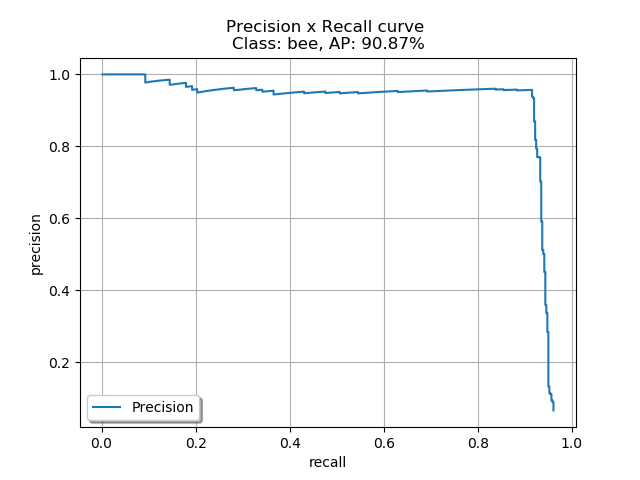 Precision x Recall curve
Class: bee, AP: 90.87%
1.0
0.8
0.6
0.4
0.2
precision
Precision
0.0 0.2 0.4 0.6 0.8 1.0
recall